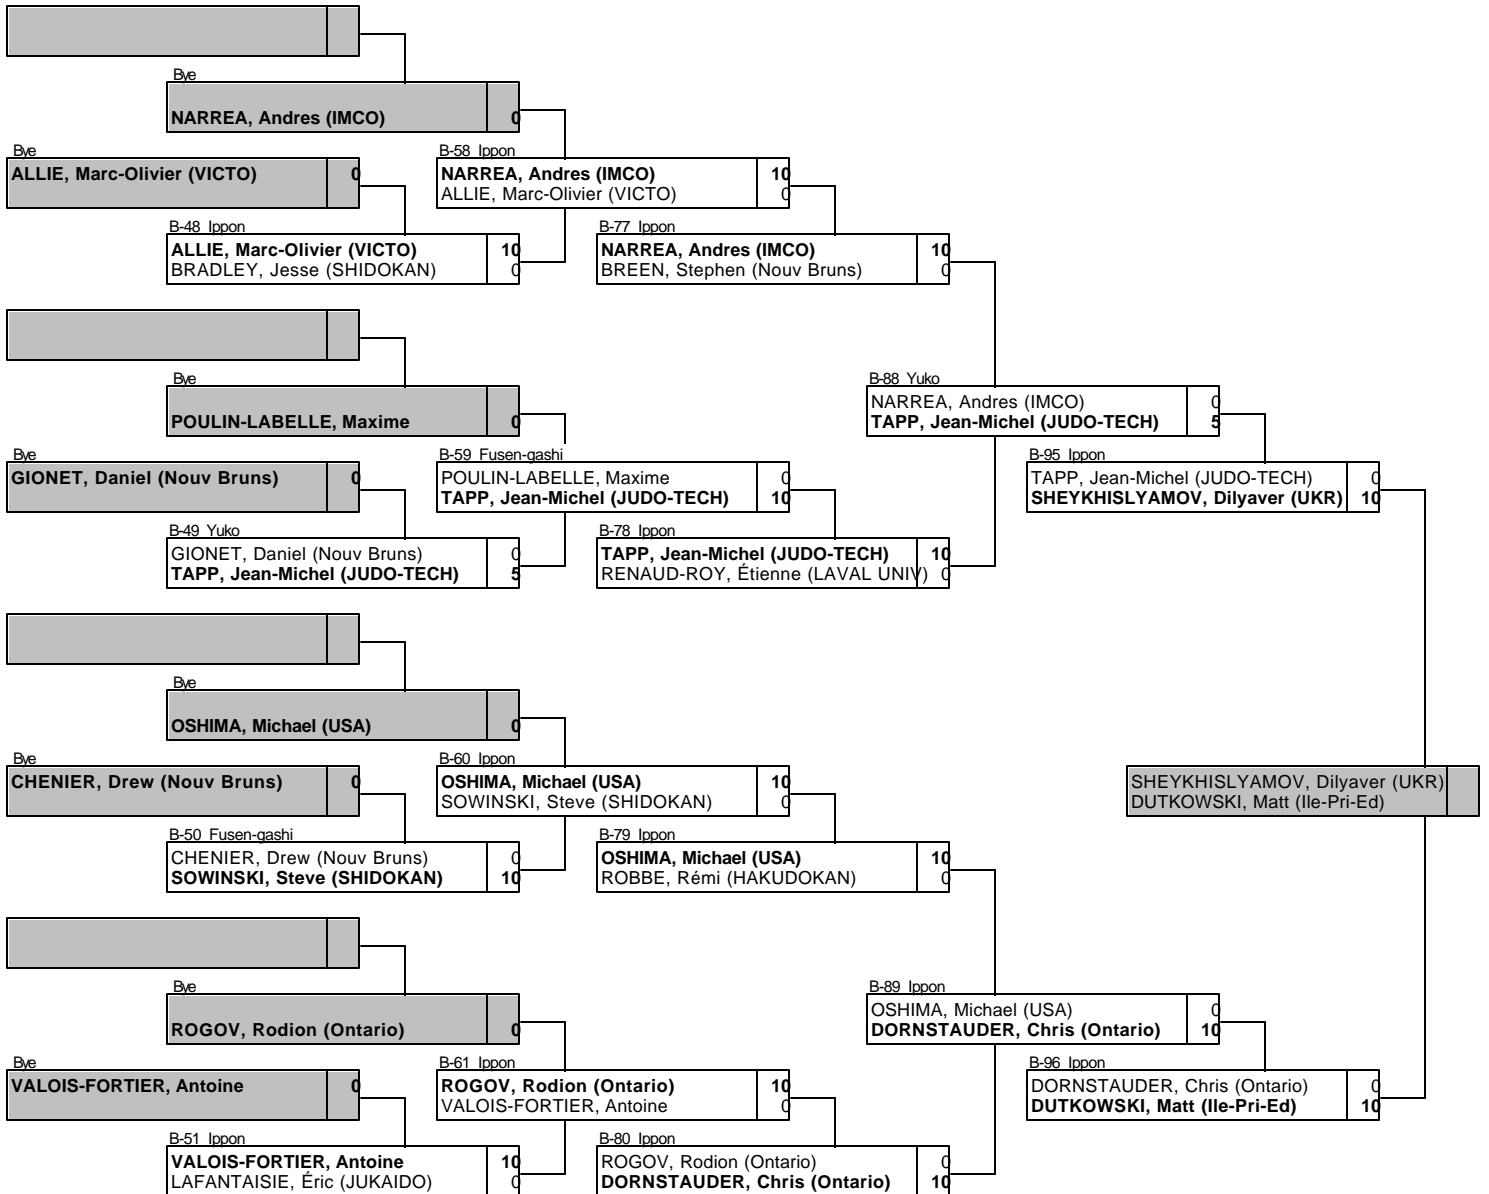 Bye
NARREA, Andres (IMCO) 0
Bye
ALLIE, Marc-Olivier (VICTO) 0
B-58 Ippon
NARREA, Andres (IMCO) 10
ALLIE, Marc-Olivier (VICTO) 0
B-48 Ippon
ALLIE, Marc-Olivier (VICTO) 10
BRADLEY, Jesse (SHIDOKAN) 0
B-77 Ippon
NARREA, Andres (IMCO) 10
BREEN, Stephen (Nouv Bruns) 0
Bye
POULIN-LABELLE, Maxime 0
B-88 Yuko
NARREA, Andres (IMCO) 0
TAPP, Jean-Michel (JUDO-TECH) 5
Bye
GIONET, Daniel (Nouv Bruns) 0
B-59 Fusen-gashi
POULIN-LABELLE, Maxime 0
TAPP, Jean-Michel (JUDO-TECH) 10
B-95 Ippon
TAPP, Jean-Michel (JUDO-TECH) 0
SHEYKHISLYAMOV, Dilyaver (UKR) 10
B-49 Yuko
GIONET, Daniel (Nouv Bruns) 0
TAPP, Jean-Michel (JUDO-TECH) 5
B-78 Ippon
TAPP, Jean-Michel (JUDO-TECH) 10
RENAUD-ROY, Étienne (LAVAL UNIV) 0
Bye
OSHIMA, Michael (USA) 0
Bye
CHENIER, Drew (Nouv Bruns) 0
B-60 Ippon
OSHIMA, Michael (USA) 10
SOWINSKI, Steve (SHIDOKAN) 0
SHEYKHISLYAMOV, Dilyaver (UKR)
DUTKOWSKI, Matt (Ile-Pri-Ed)
B-50 Fusen-gashi
CHENIER, Drew (Nouv Bruns) 0
SOWINSKI, Steve (SHIDOKAN) 10
B-79 Ippon
OSHIMA, Michael (USA) 10
ROBBE, Rémi (HAKUDOKAN) 0
Bye
ROGOV, Rodion (Ontario) 0
B-89 Ippon
OSHIMA, Michael (USA) 0
DORNSTAUDER, Chris (Ontario) 10
Bye
VALOIS-FORTIER, Antoine 0
B-61 Ippon
ROGOV, Rodion (Ontario) 10
VALOIS-FORTIER, Antoine 0
B-96 Ippon
DORNSTAUDER, Chris (Ontario) 0
DUTKOWSKI, Matt (Ile-Pri-Ed) 10
B-51 Ippon
VALOIS-FORTIER, Antoine 10
LAFANTAISIE, Éric (JUKAIDO) 0
B-80 Ippon
ROGOV, Rodion (Ontario) 0
DORNSTAUDER, Chris (Ontario) 10